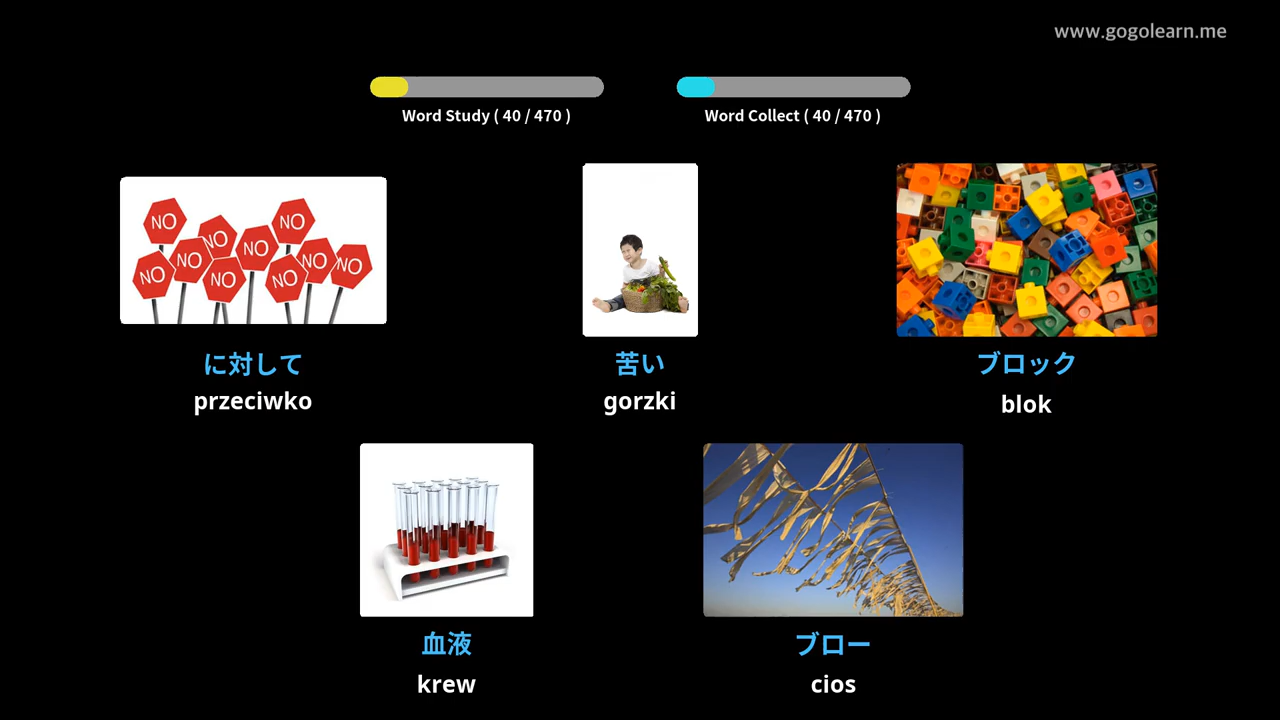 www.gogolearn.me
Word Study ( 40 / 470 )
Word Collect ( 40 / 470 )
NO
NO
NO
NO
NO
NO
NO
NO
NO
に対して
przeciwko
苦い
gorzki
ブロック
blok
血液
krew
ブロー
cios